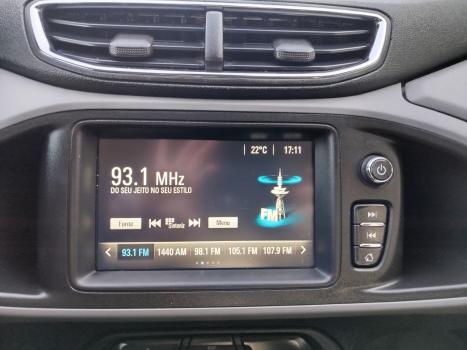 22°C 17:11
93.1 MHz
DO SEU JEITO NO SEU ESTILO
FM
Fonte Sintoniz Menu
93.1 FM 1440 AM 98.1 FM 105.1 FM 107.9 FM